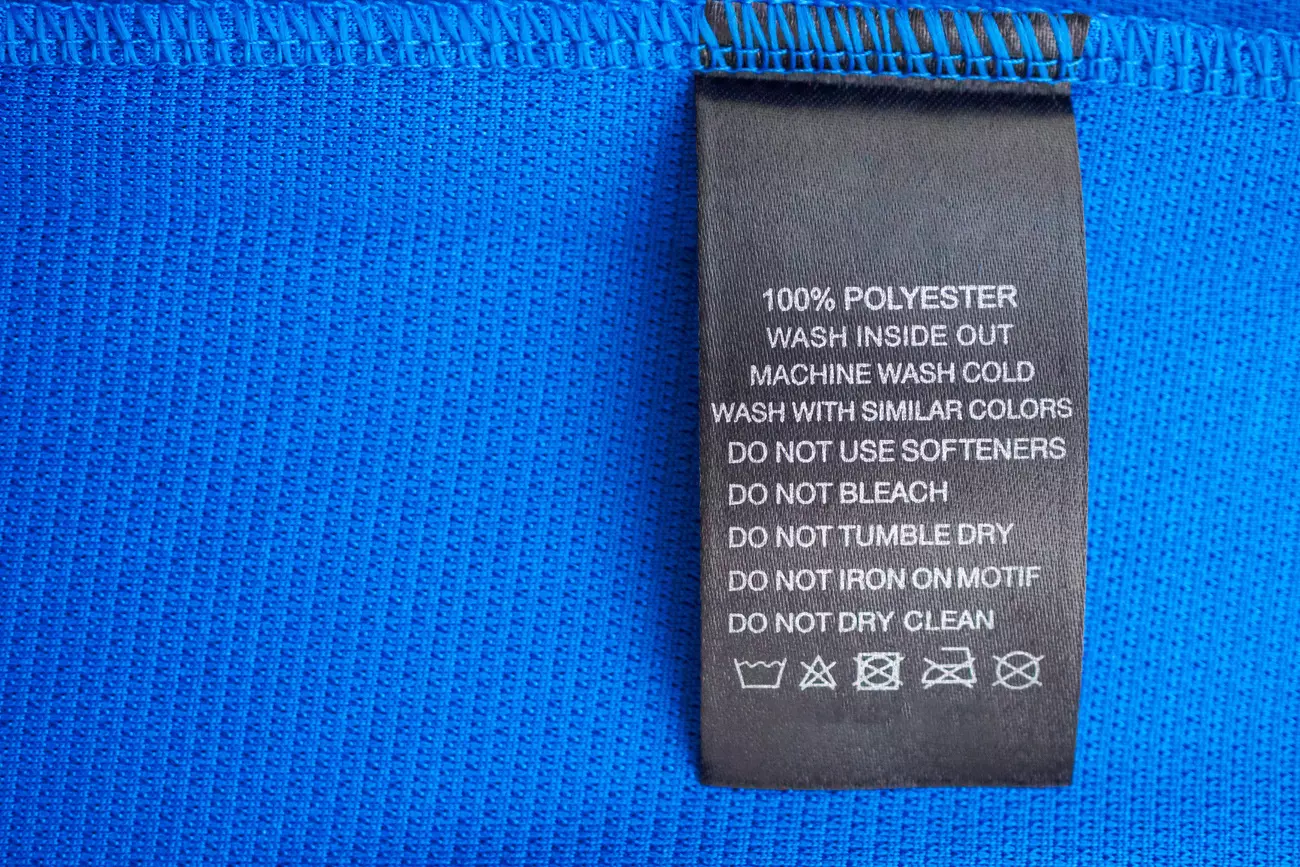 100% POLYESTER
WASH INSIDE OUT
MACHINE WASH COLD
WASH WITH SIMILAR COLORS
DO NOT USE SOFTENERS
DO NOT BLEACH
DO NOT TUMBLE DRY
DO NOT IRON ON MOTIF
DO NOT DRY CLEAN